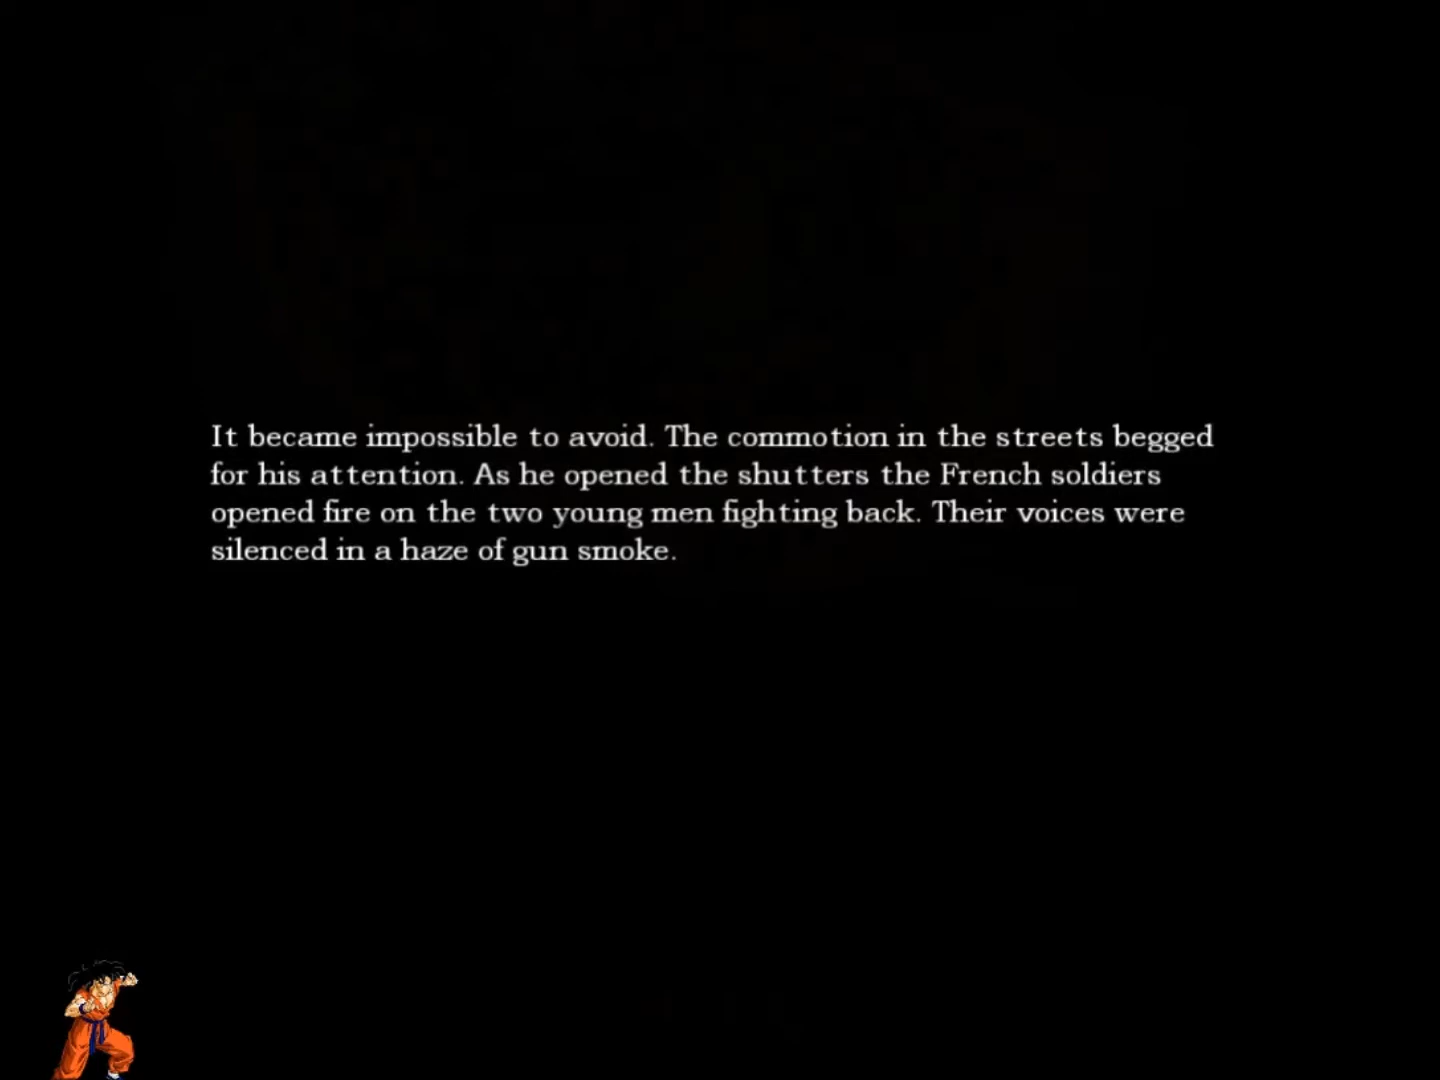 It became impossible to avoid. The commotion in the streets begged
for his attention. As he opened the shutters the French soldiers
opened fire on the two young men fighting back. Their voices were
silenced in a haze of gun smoke.